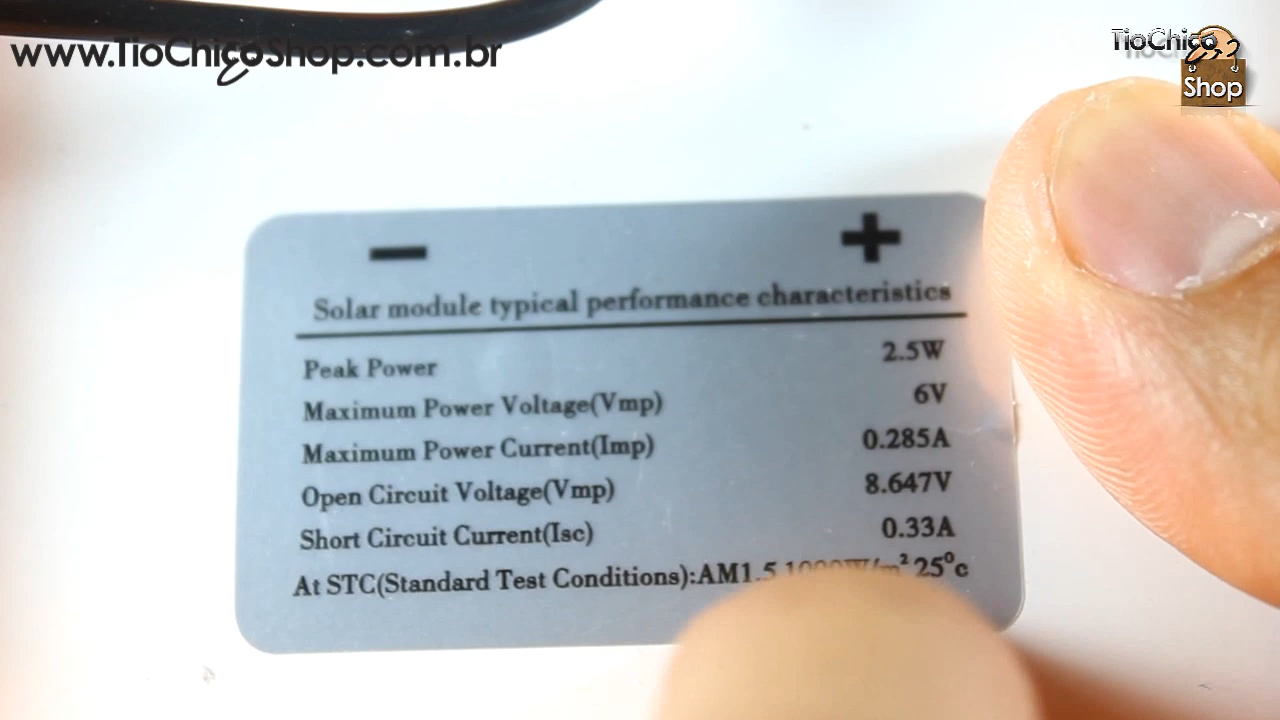 www.TioChicoShop.com.br
TioChico
Shop
− +
Solar module typical performance characteristics
Peak Power 2.5W
Maximum Power Voltage(Vmp) 6V
Maximum Power Current(Imp) 0.285A
Open Circuit Voltage(Vmp) 8.647V
Short Circuit Current(Isc) 0.33A
At STC(Standard Test Conditions):AM1.5 1000W/m² 25°c